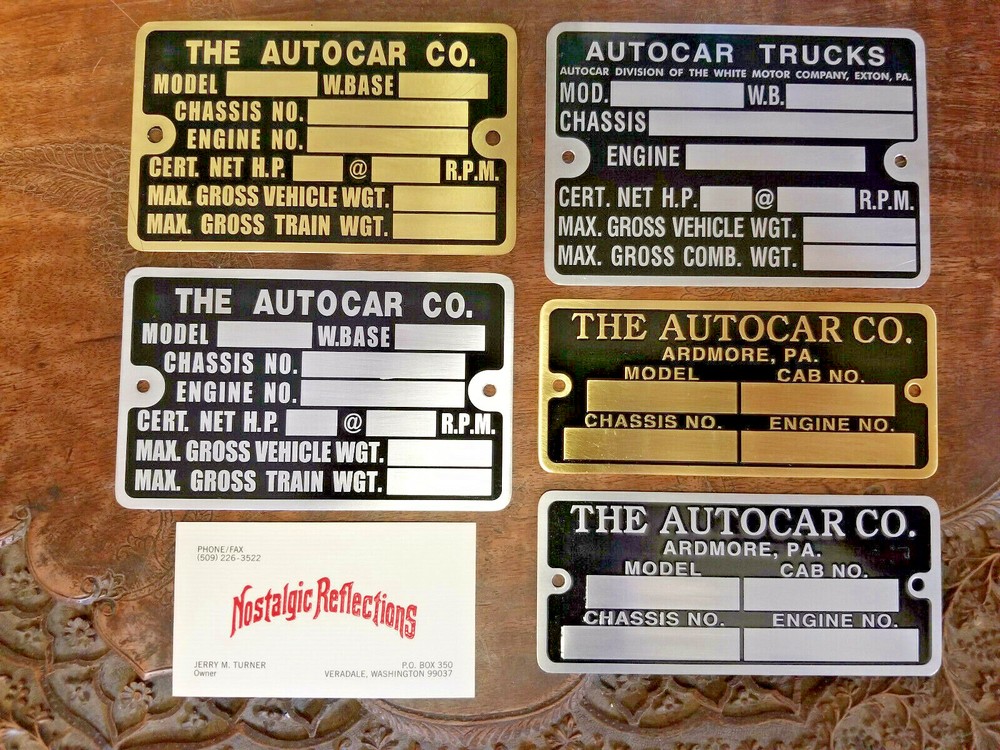 THE AUTOCAR CO.
MODEL W.BASE
CHASSIS NO.
ENGINE NO.
CERT. NET H.P. @ R.P.M.
MAX. GROSS VEHICLE WGT.
MAX. GROSS TRAIN WGT.
AUTOCAR TRUCKS
AUTOCAR DIVISION OF THE WHITE MOTOR COMPANY, EXTON, PA.
MOD. W.B.
CHASSIS
ENGINE
CERT. NET H.P. @ R.P.M.
MAX. GROSS VEHICLE WGT.
MAX. GROSS COMB. WGT.
THE AUTOCAR CO.
MODEL W.BASE
CHASSIS NO.
ENGINE NO.
CERT. NET H.P. @ R.P.M.
MAX. GROSS VEHICLE WGT.
MAX. GROSS TRAIN WGT.
THE AUTOCAR CO.
ARDMORE, PA.
MODEL CAB NO.
CHASSIS NO. ENGINE NO.
THE AUTOCAR CO.
ARDMORE, PA.
MODEL CAB NO.
CHASSIS NO. ENGINE NO.
PHONE/FAX
(509) 226-3522
Nostalgic Reflections
JERRY M. TURNER P.O. BOX 350
Owner VERADALE, WASHINGTON 99037